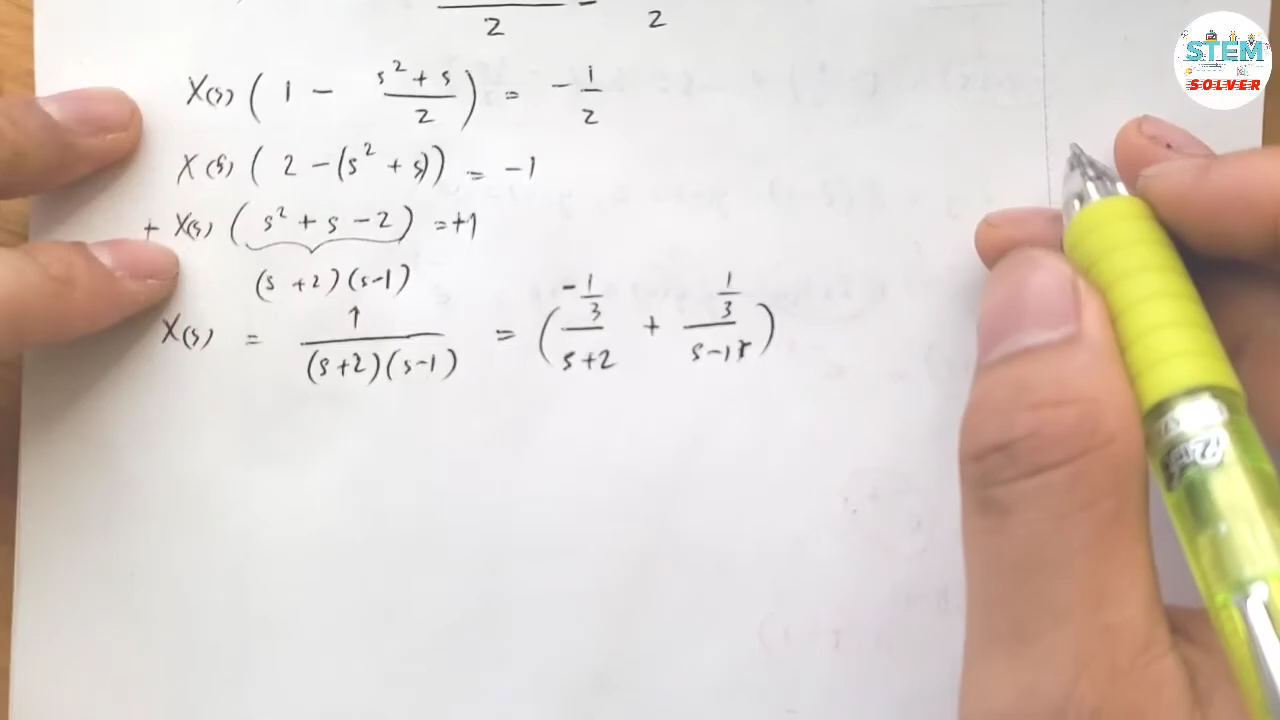 STEM
SOLVER
2 2
X(s) ( 1 - (s² + s)/2 ) = - 1/2
X(s) ( 2 - (s² + s)) = -1
+ X(s) ( s² + s - 2 ) = +1
(s +2) (s-1)
X(s) = 1/((s+2)(s-1)) = ( (-1/3)/(s+2) + (1/3)/(s-1) )